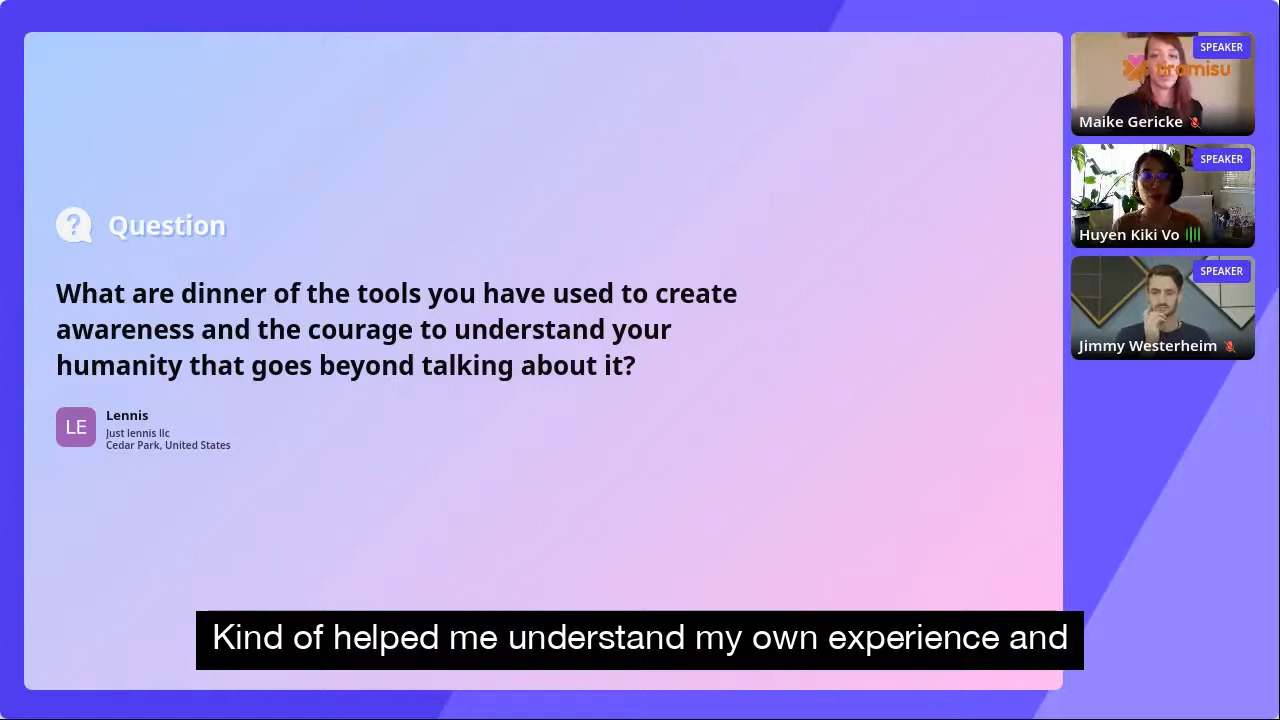 Question
What are dinner of the tools you have used to create
awareness and the courage to understand your
humanity that goes beyond talking about it?
LE
Lennis
Just lennis llc
Cedar Park, United States
SPEAKER
tiramisu
Maike Gericke
SPEAKER
Huyen Kiki Vo
SPEAKER
Jimmy Westerheim
Kind of helped me understand my own experience and